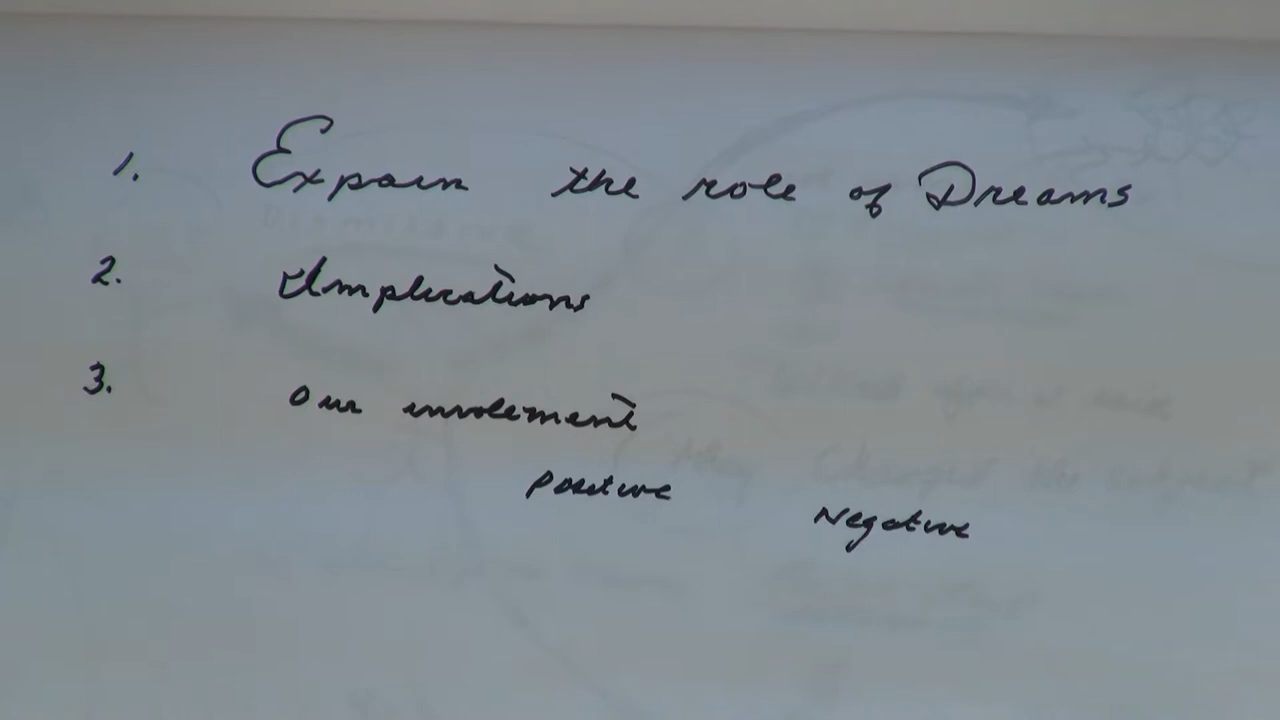 1. Expain the role of Dreams
2. Implications
3. Our involement
Positive Negative